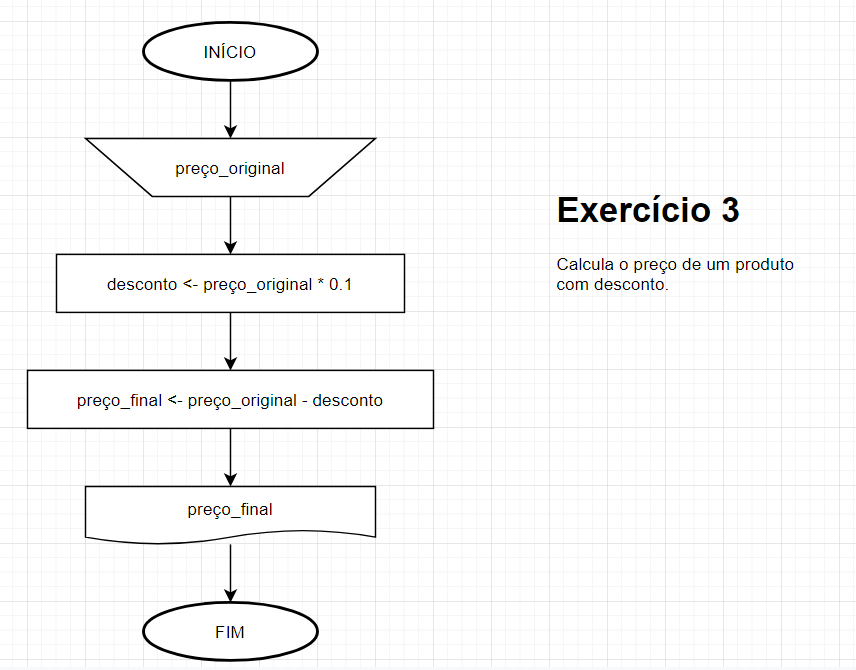 INÍCIO
preço_original
desconto <- preço_original * 0.1
preço_final <- preço_original - desconto
preço_final
FIM
Exercício 3
Calcula o preço de um produto
com desconto.